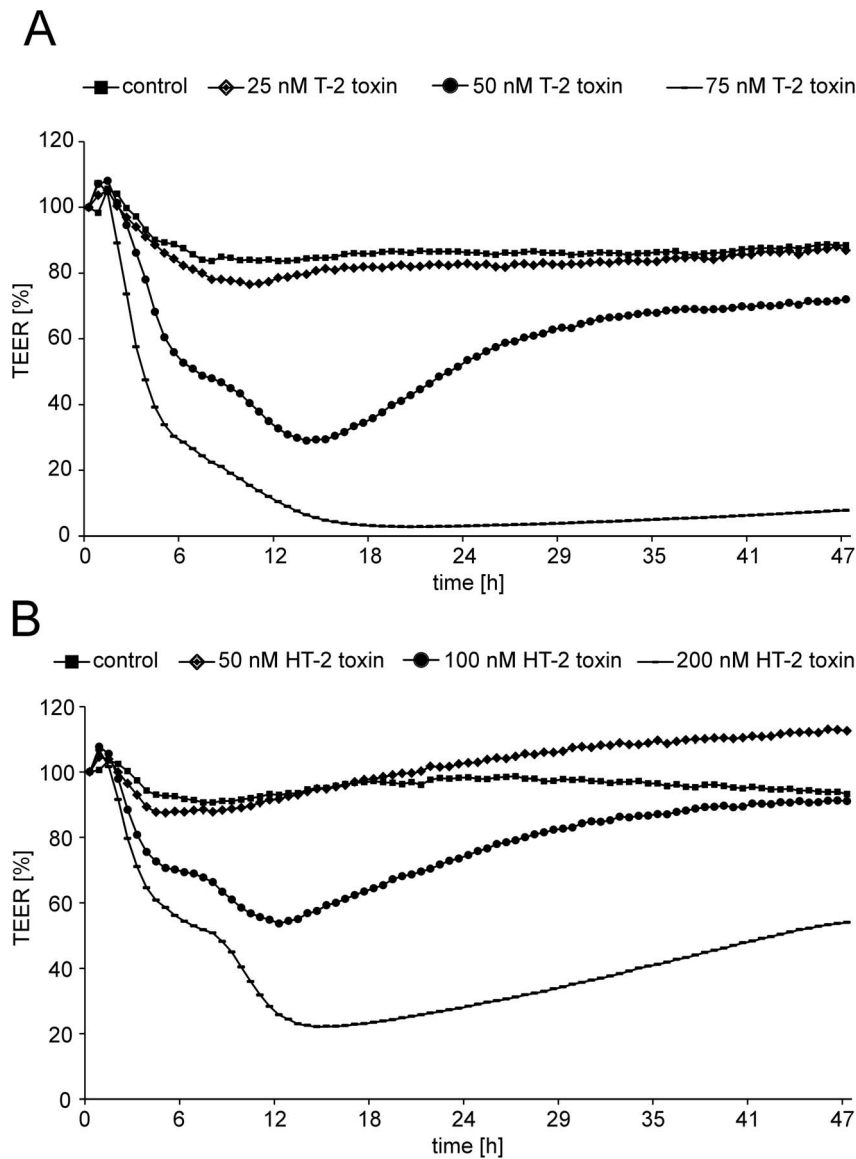 A
control 25 nM T-2 toxin 50 nM T-2 toxin 75 nM T-2 toxin
120
100
80
60
40
20
0
TEER [%]
0 6 12 18 24 29 35 41 47
time [h]
B
control 50 nM HT-2 toxin 100 nM HT-2 toxin 200 nM HT-2 toxin
120
100
80
60
40
20
0
TEER [%]
0 6 12 18 24 29 35 41 47
time [h]